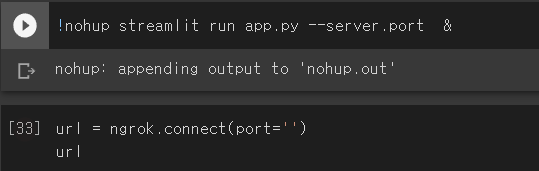 !nohup streamlit run app.py --server.port  &
nohup: appending output to 'nohup.out'
[33] url = ngrok.connect(port='')
url